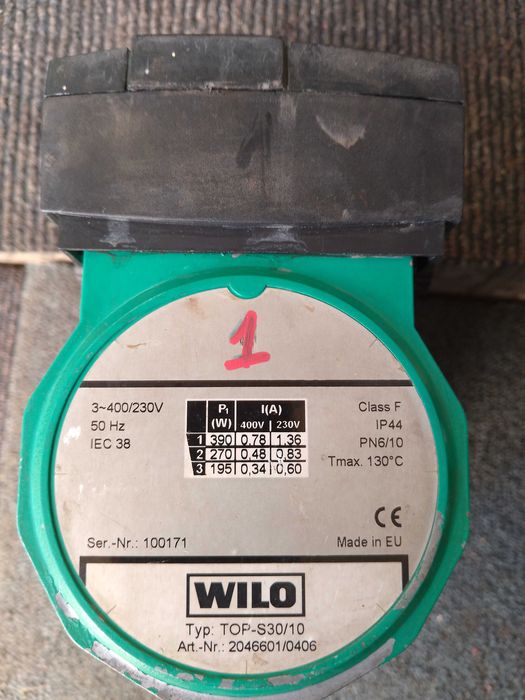 1
3~400/230V
50 Hz
IEC 38
P1 I(A)
(W) 400V 230V
1 390 0.78 1.36
2 270 0.48 0.83
3 195 0.34 0.60
Class F
IP44
PN6/10
Tmax. 130°C
CE
Ser.-Nr.: 100171
Made in EU
WILO
Typ: TOP-S30/10
Art.-Nr.: 2046601/0406